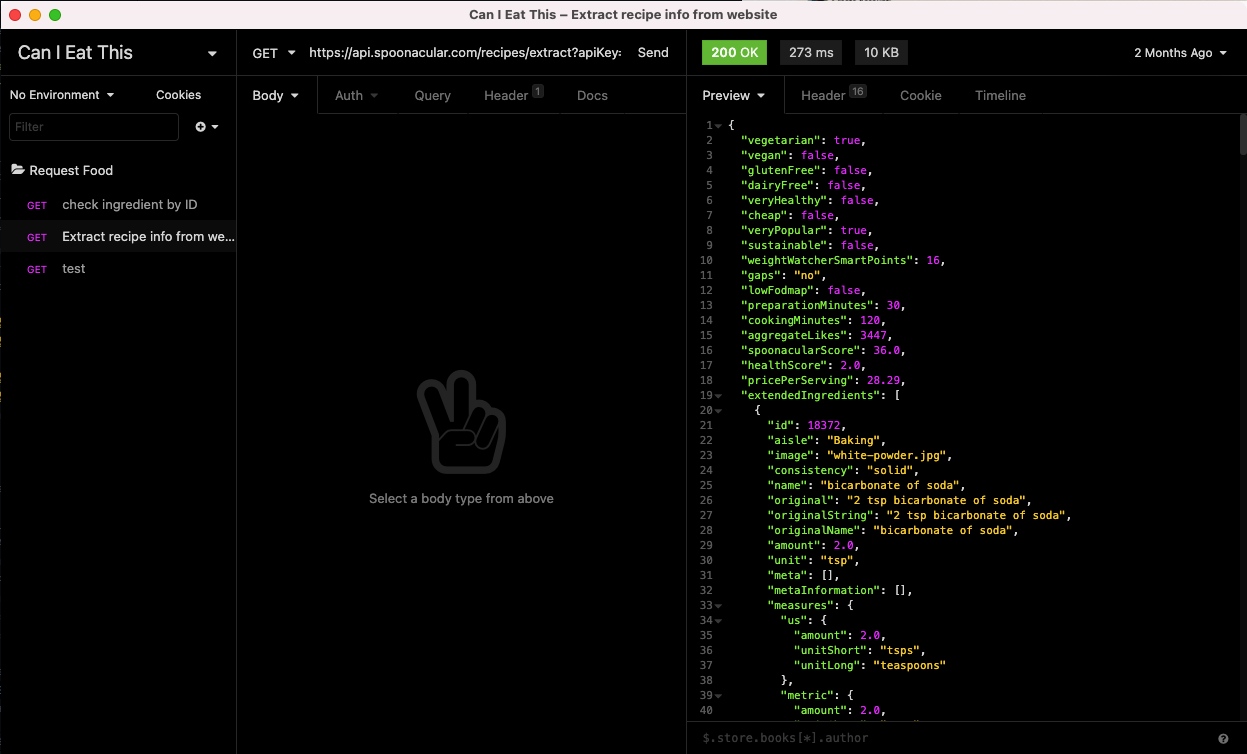 Can I Eat This – Extract recipe info from website
Can I Eat This
GET https://api.spoonacular.com/recipes/extract?apiKey: Send
200 OK 273 ms 10 KB 2 Months Ago
No Environment Cookies
Body Auth Query Header 1 Docs
Preview Header 16 Cookie Timeline
Filter
Request Food
GET check ingredient by ID
GET Extract recipe info from we...
GET test
Select a body type from above
1 {
2 "vegetarian": true,
3 "vegan": false,
4 "glutenFree": false,
5 "dairyFree": false,
6 "veryHealthy": false,
7 "cheap": false,
8 "veryPopular": true,
9 "sustainable": false,
10 "weightWatcherSmartPoints": 16,
11 "gaps": "no",
12 "lowFodmap": false,
13 "preparationMinutes": 30,
14 "cookingMinutes": 120,
15 "aggregateLikes": 3447,
16 "spoonacularScore": 36.0,
17 "healthScore": 2.0,
18 "pricePerServing": 28.29,
19 "extendedIngredients": [
20 {
21 "id": 18372,
22 "aisle": "Baking",
23 "image": "white-powder.jpg",
24 "consistency": "solid",
25 "name": "bicarbonate of soda",
26 "original": "2 tsp bicarbonate of soda",
27 "originalString": "2 tsp bicarbonate of soda",
28 "originalName": "bicarbonate of soda",
29 "amount": 2.0,
30 "unit": "tsp",
31 "meta": [],
32 "metaInformation": [],
33 "measures": {
34 "us": {
35 "amount": 2.0,
36 "unitShort": "tsps",
37 "unitLong": "teaspoons"
38 },
39 "metric": {
40 "amount": 2.0,
$.store.books[*].author